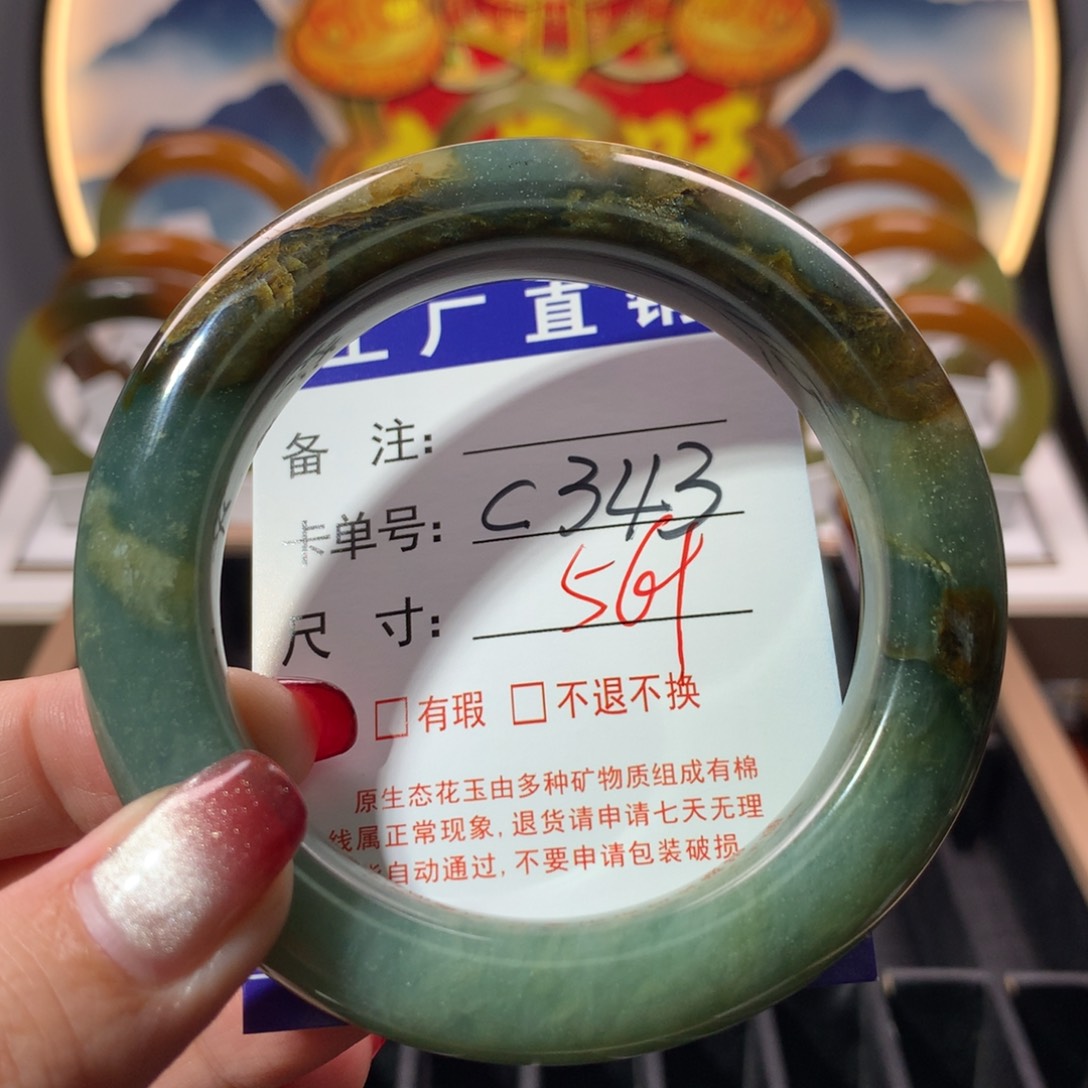 工厂直销
备 注:
卡单号: C343
尺 寸: 56
□有瑕 □不退不换
原生态花玉由多种矿物质组成有棉
线属正常现象, 退货请申请七天无理
自动通过, 不要申请包装破损